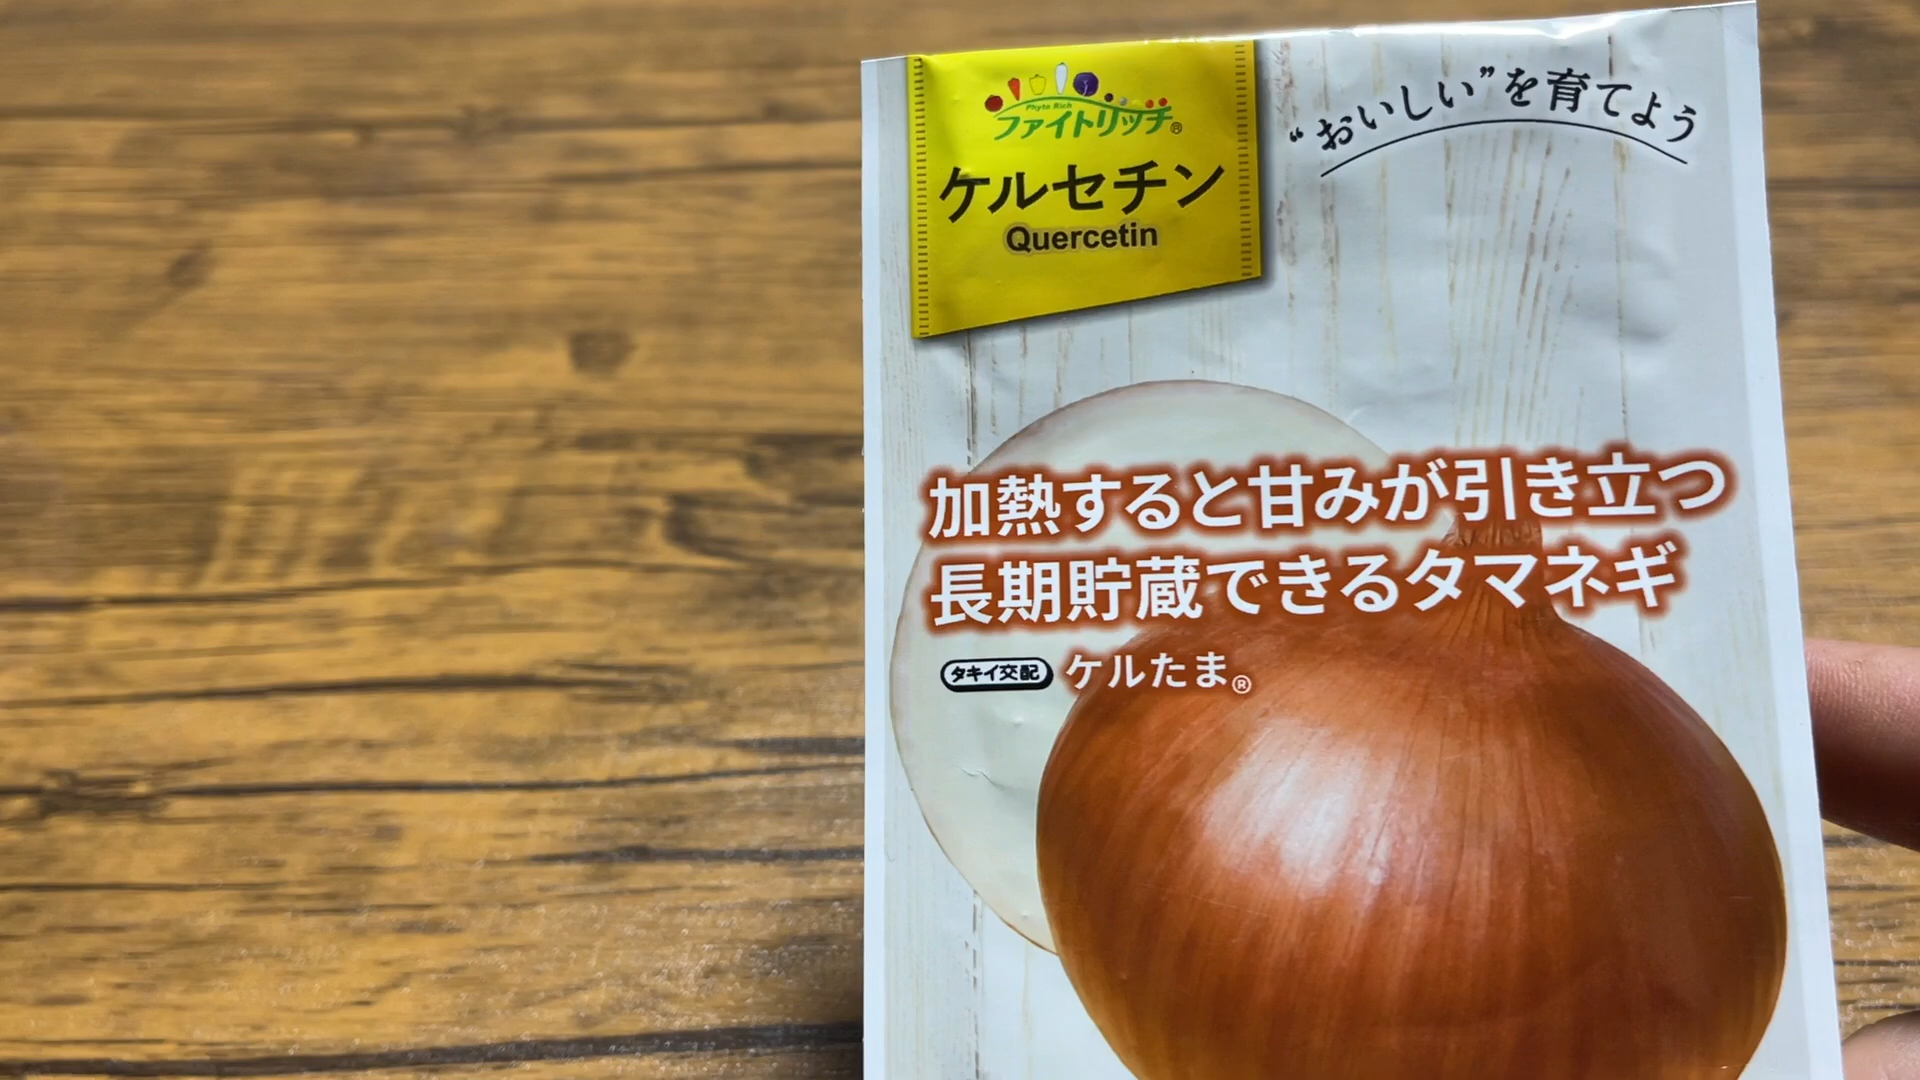 Phyto Rich
ファイトリッチ®
ケルセチン
Quercetin
“おいしい”を育てよう
加熱すると甘みが引き立つ
長期貯蔵できるタマネギ
タキイ交配 ケルたま®